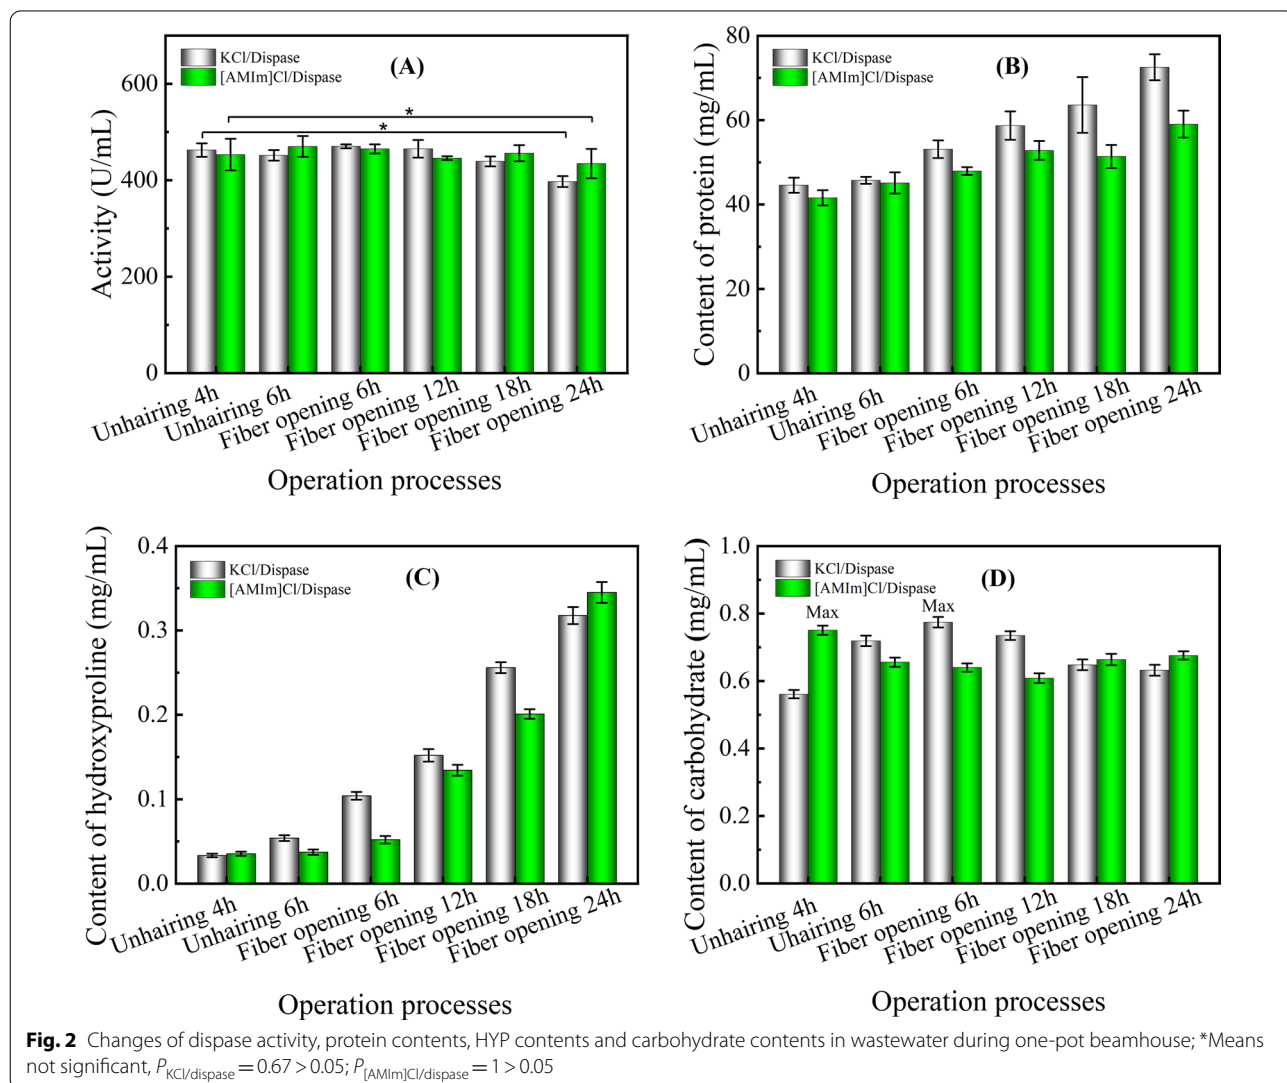 KCl/Dispase
[AMIm]Cl/Dispase
(A)
*
*
600
400
200
0
Activity (U/mL)
Unhairing 4h
Unhairing 6h
Fiber opening 6h
Fiber opening 12h
Fiber opening 18h
Fiber opening 24h
Operation processes
KCl/Dispase
[AMIm]Cl/Dispase
(B)
80
60
40
20
0
Content of protein (mg/mL)
Unhairing 4h
Uhairing 6h
Fiber opening 6h
Fiber opening 12h
Fiber opening 18h
Fiber opening 24h
Operation processes
KCl/Dispase
[AMIm]Cl/Dispase
(C)
0.4
0.3
0.2
0.1
0.0
Content of hydroxyproline (mg/mL)
Unhairing 4h
Unhairing 6h
Fiber opening 6h
Fiber opening 12h
Fiber opening 18h
Fiber opening 24h
Operation processes
KCl/Dispase
[AMIm]Cl/Dispase
(D)
Max
Max
1.0
0.8
0.6
0.4
0.2
0.0
Content of carbohydrate (mg/mL)
Unhairing 4h
Uhairing 6h
Fiber opening 6h
Fiber opening 12h
Fiber opening 18h
Fiber opening 24h
Operation processes
Fig. 2 Changes of dispase activity, protein contents, HYP contents and carbohydrate contents in wastewater during one-pot beamhouse; *Means
not significant, P KCl/dispase = 0.67 > 0.05; P [AMIm]Cl/dispase = 1 > 0.05